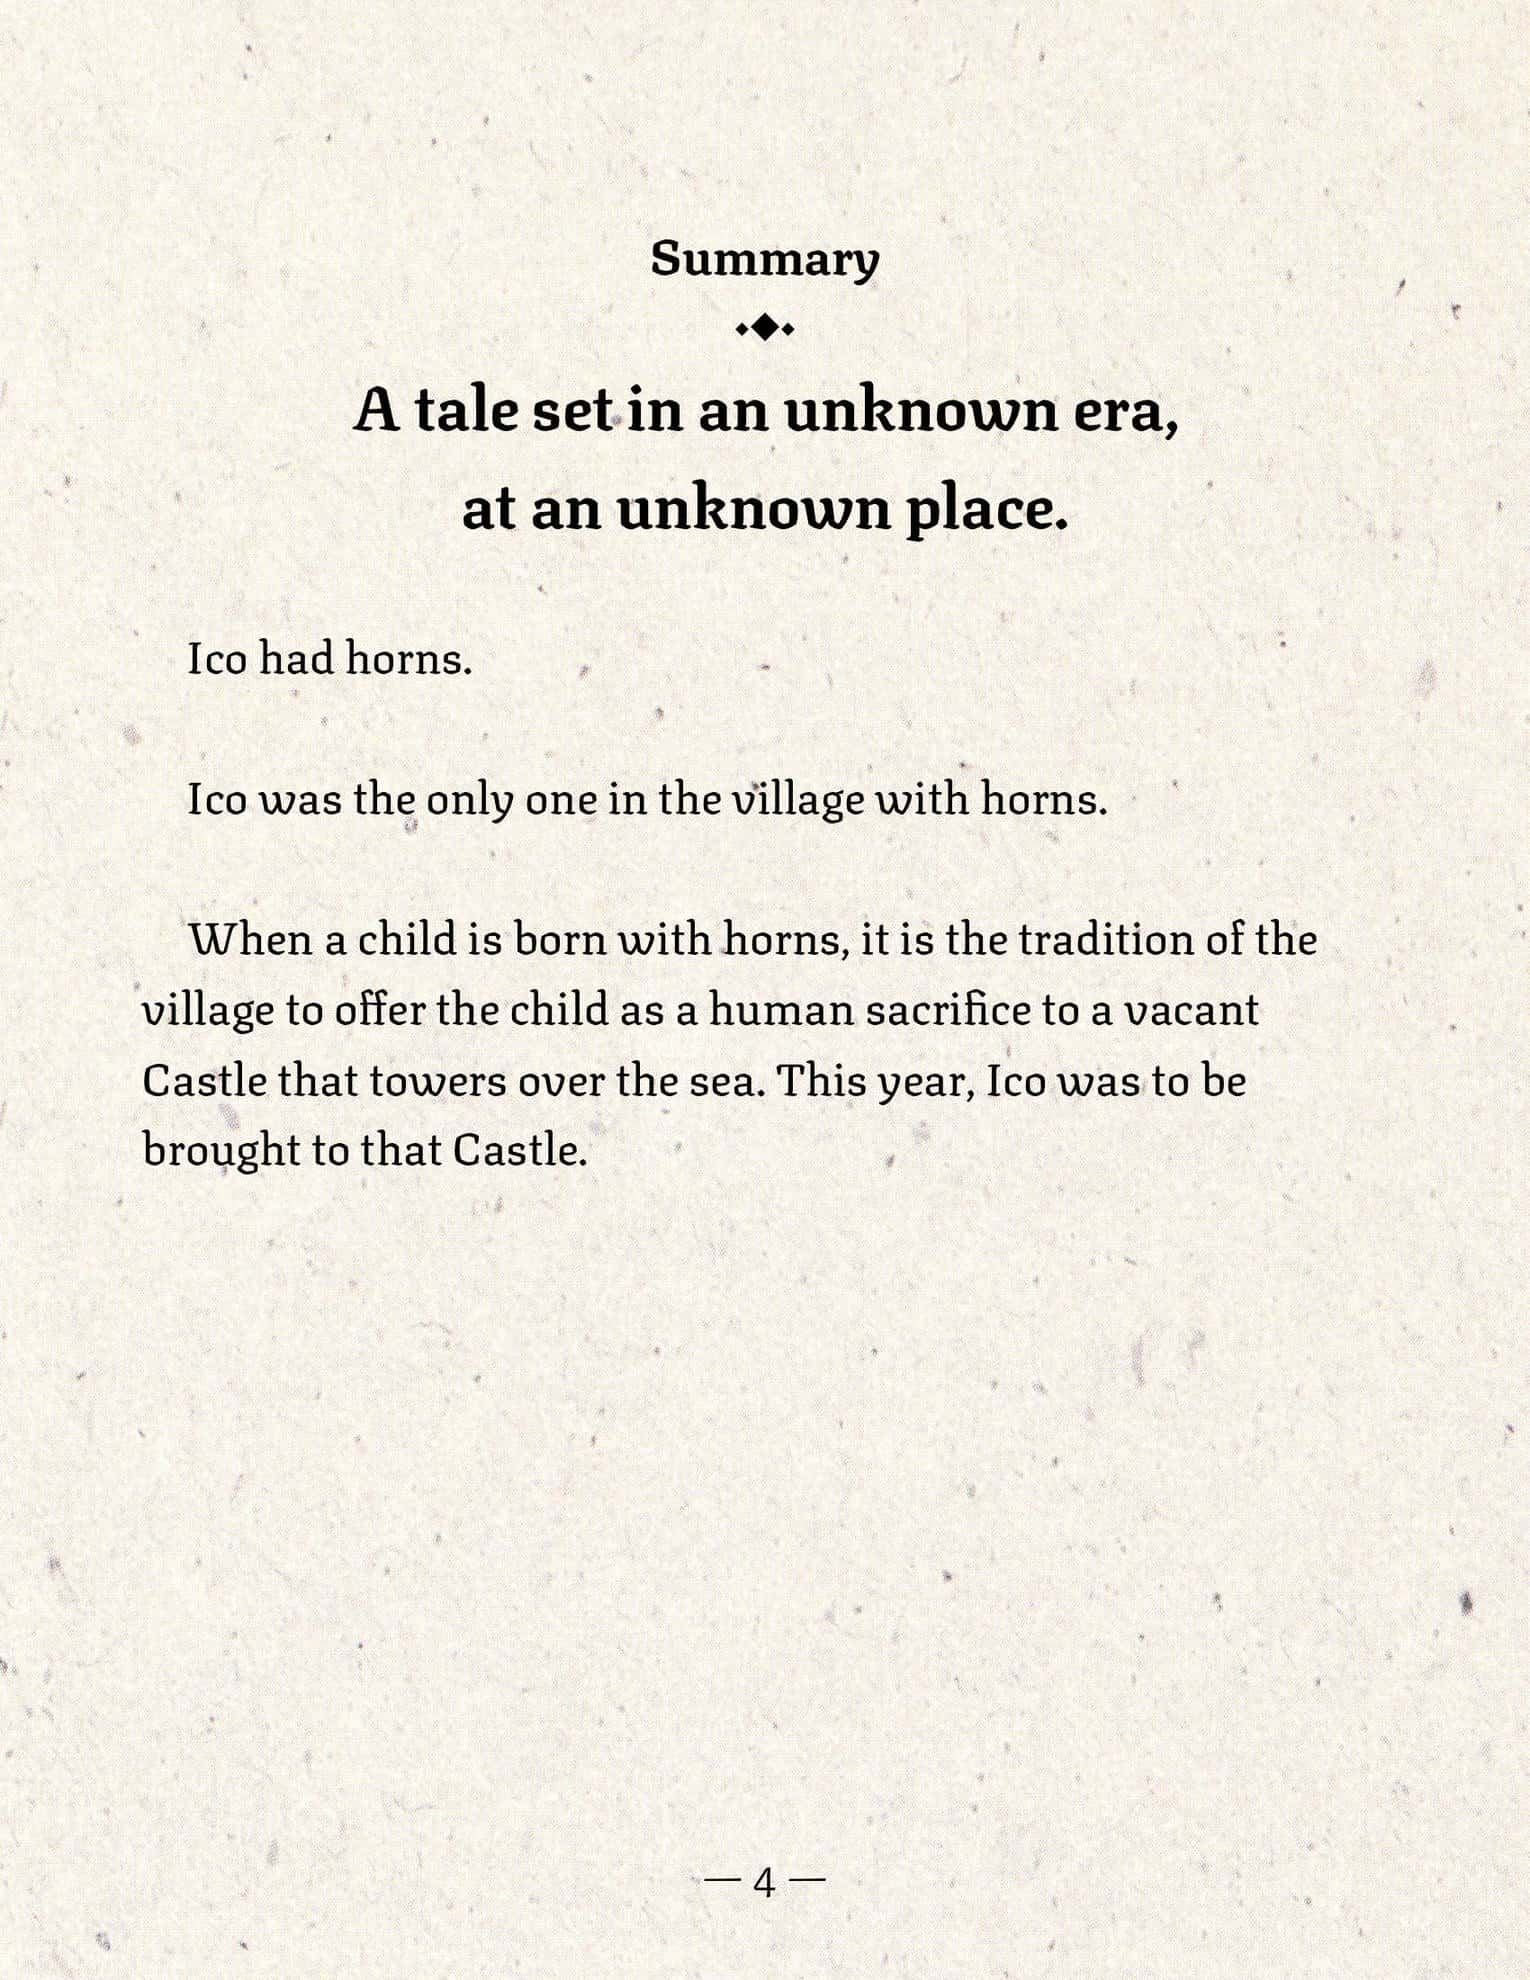 Summary
A tale set in an unknown era,
at an unknown place.
Ico had horns.
Ico was the only one in the village with horns.
When a child is born with horns, it is the tradition of the
village to offer the child as a human sacrifice to a vacant
Castle that towers over the sea. This year, Ico was to be
brought to that Castle.
— 4 —